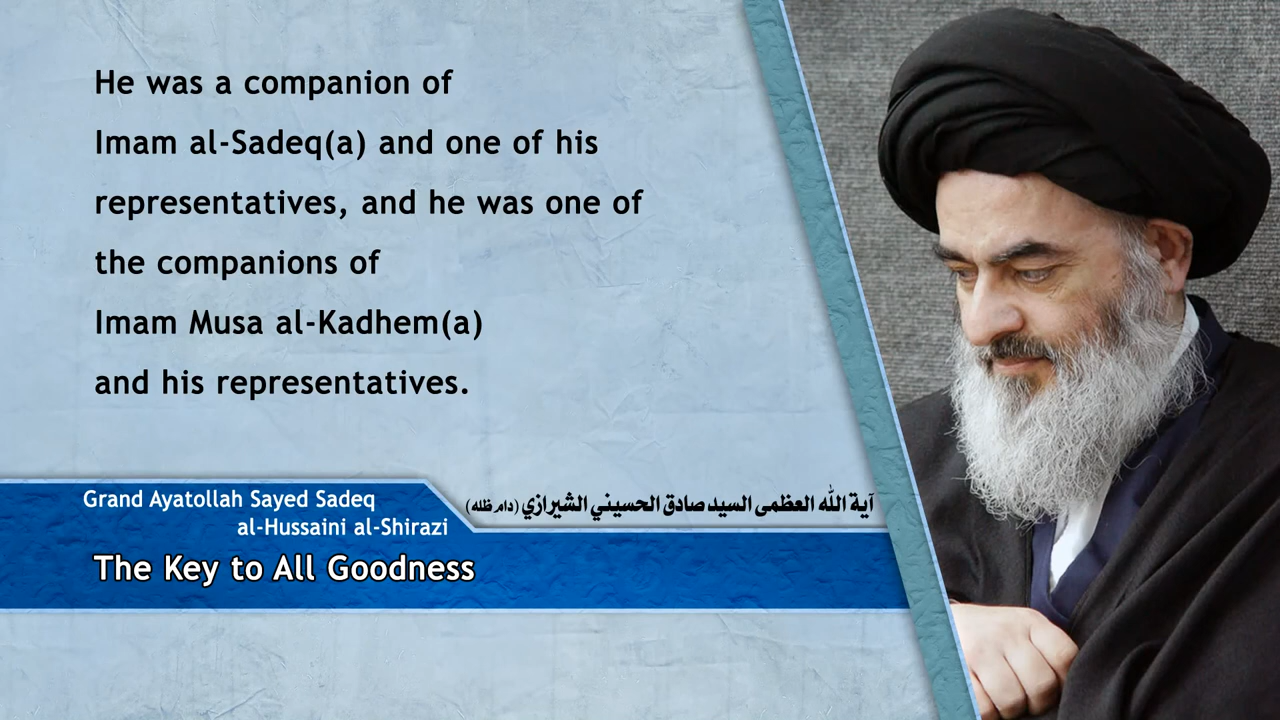 He was a companion of
Imam al-Sadeq(a) and one of his
representatives, and he was one of
the companions of
Imam Musa al-Kadhem(a)
and his representatives.
Grand Ayatollah Sayed Sadeq
al-Hussaini al-Shirazi
آية الله العظمى السيد صادق الحسيني الشيرازي (دام ظله)
The Key to All Goodness